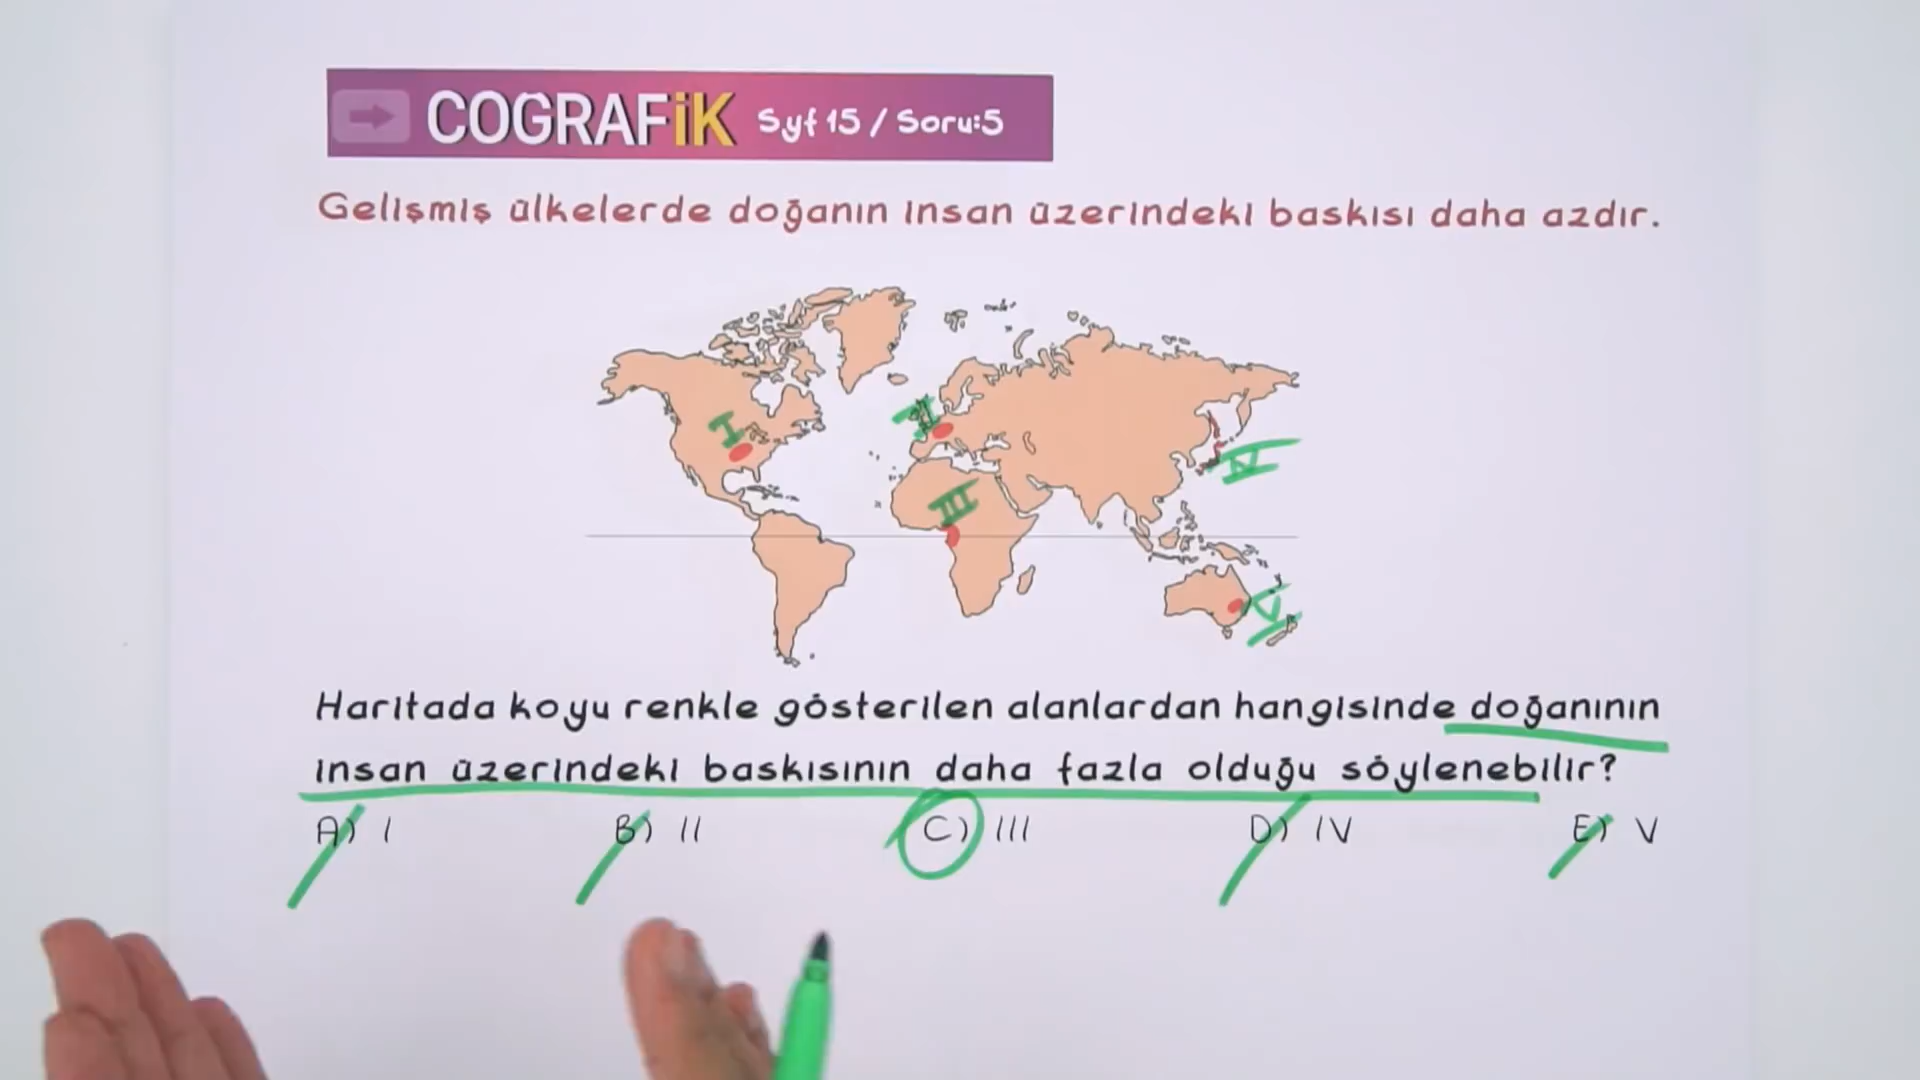 COĞRAFİK Syf 15 / Soru:5
Gelişmiş ülkelerde doğanın insan üzerindeki baskısı daha azdır.
I
II
III
IV
V
Haritada koyu renkle gösterilen alanlardan hangisinde doğanının
insan üzerindeki baskısının daha fazla olduğu söylenebilir?
A) I B) II C) III D) IV E) V